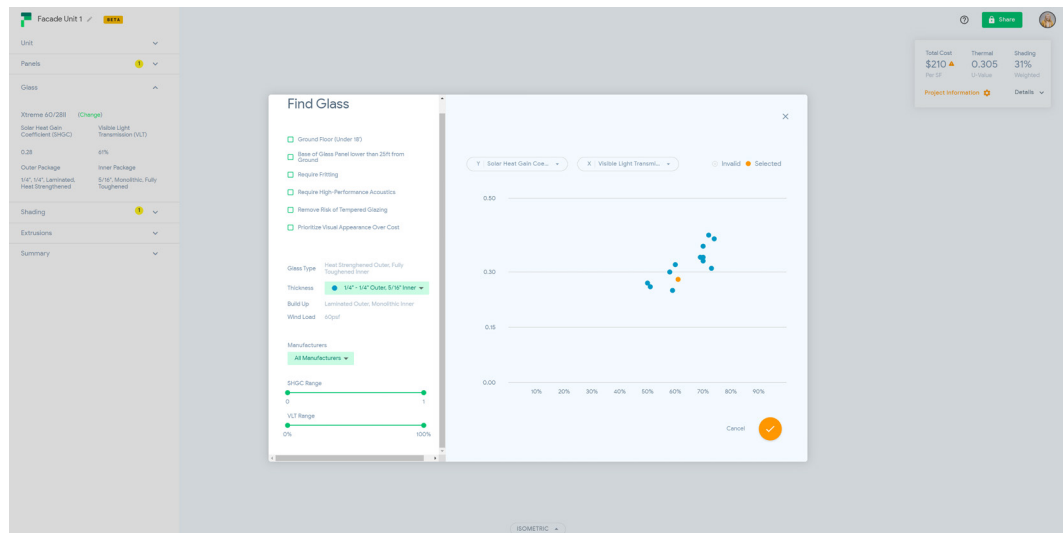 Facade Unit 1
BETA
Share
Unit
Panels
1
Glass
Xtreme 60/28II (Change)
Solar Heat Gain
Coefficient (SHGC)
Visible Light
Transmission (VLT)
0.28
61%
Outer Package
Inner Package
1/4", 1/4", Laminated,
Heat Strengthened
5/16", Monolithic, Fully
Toughened
Shading
1
Extrusions
Summary
Total Cost
Thermal
Shading
$210
0.305
31%
Per SF
U-Value
Weighted
Project Information
Details
Find Glass
Ground Floor (Under 18')
Base of Glass Panel lower than 25ft from
Ground
Require Fritting
Require High-Performance Acoustics
Remove Risk of Tempered Glazing
Prioritize Visual Appearance Over Cost
Glass Type
Heat Strengthened Outer, Fully
Toughened Inner
Thickness
1/4" - 1/4" Outer, 5/16" Inner
Build Up
Laminated Outer, Monolithic Inner
Wind Load
60psf
Manufacturers
All Manufacturers
SHGC Range
0
1
VLT Range
0%
100%
Y
Solar Heat Gain Coe...
X
Visible Light Transmi...
Invalid
Selected
0.50
0.30
0.15
0.00
10% 20% 30% 40% 50% 60% 70% 80% 90%
Cancel
ISOMETRIC